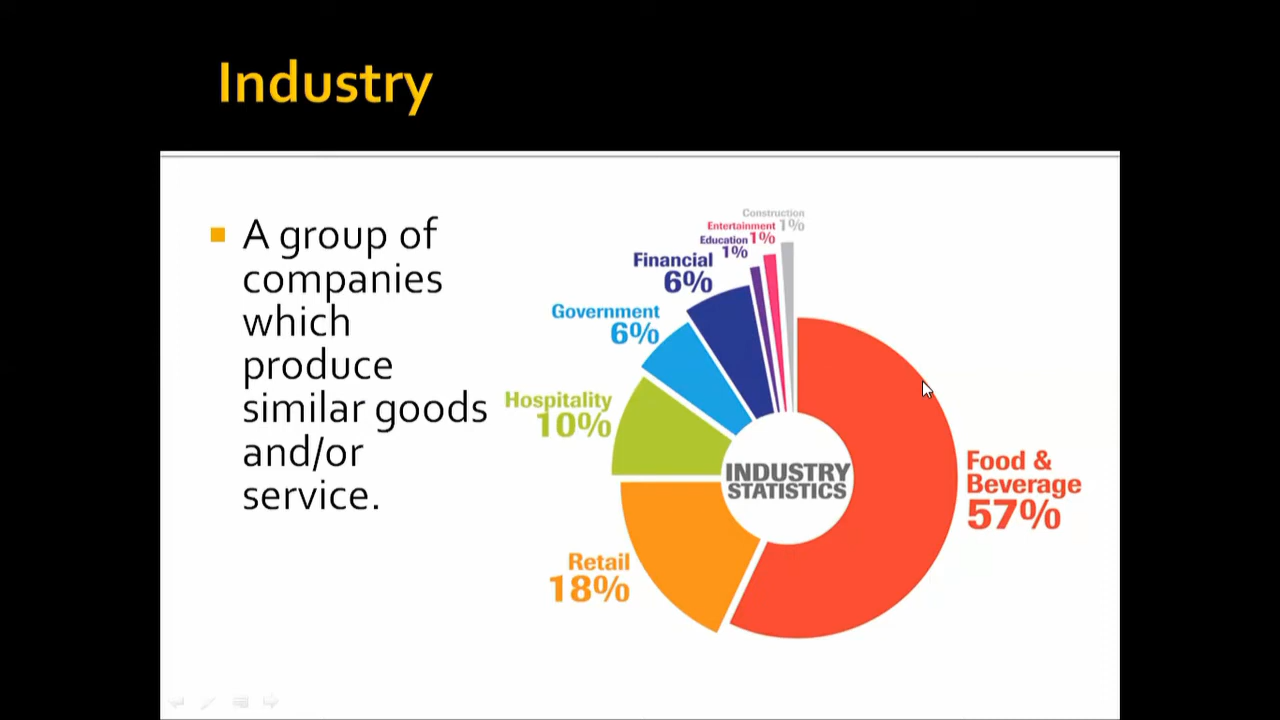 Industry
A group of
companies
which
produce
similar goods
and/or
service.
Construction
1%
Entertainment
1%
Education
1%
Financial
6%
Government
6%
Hospitality
10%
INDUSTRY
STATISTICS
Food &
Beverage
57%
Retail
18%